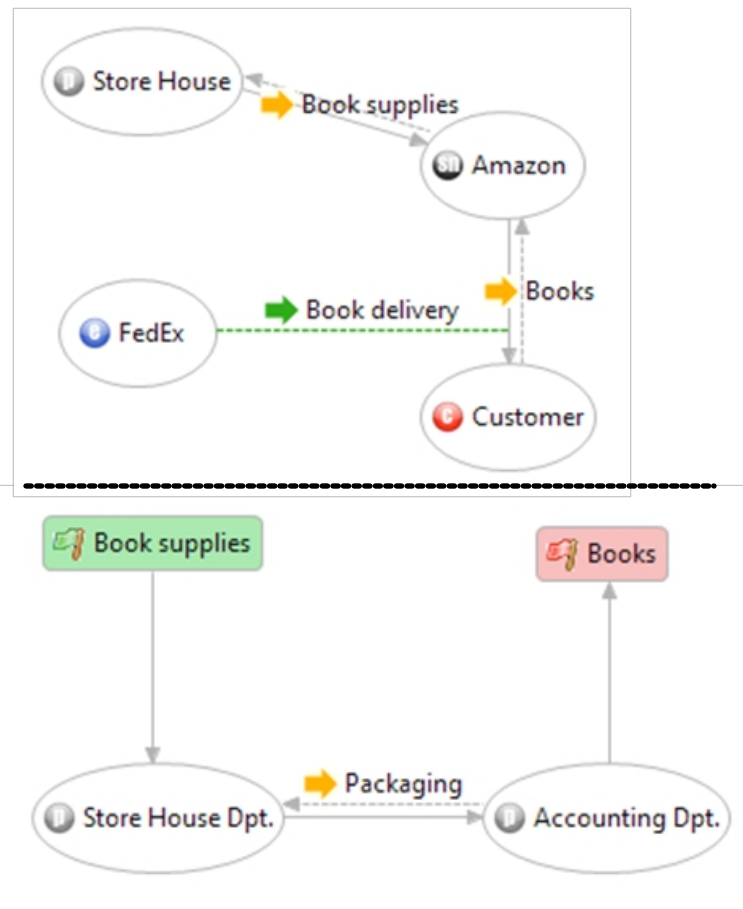 p Store House
Book supplies
sn Amazon
Books
Book delivery
e FedEx
c Customer
Book supplies
Books
Packaging
p Store House Dpt.
p Accounting Dpt.